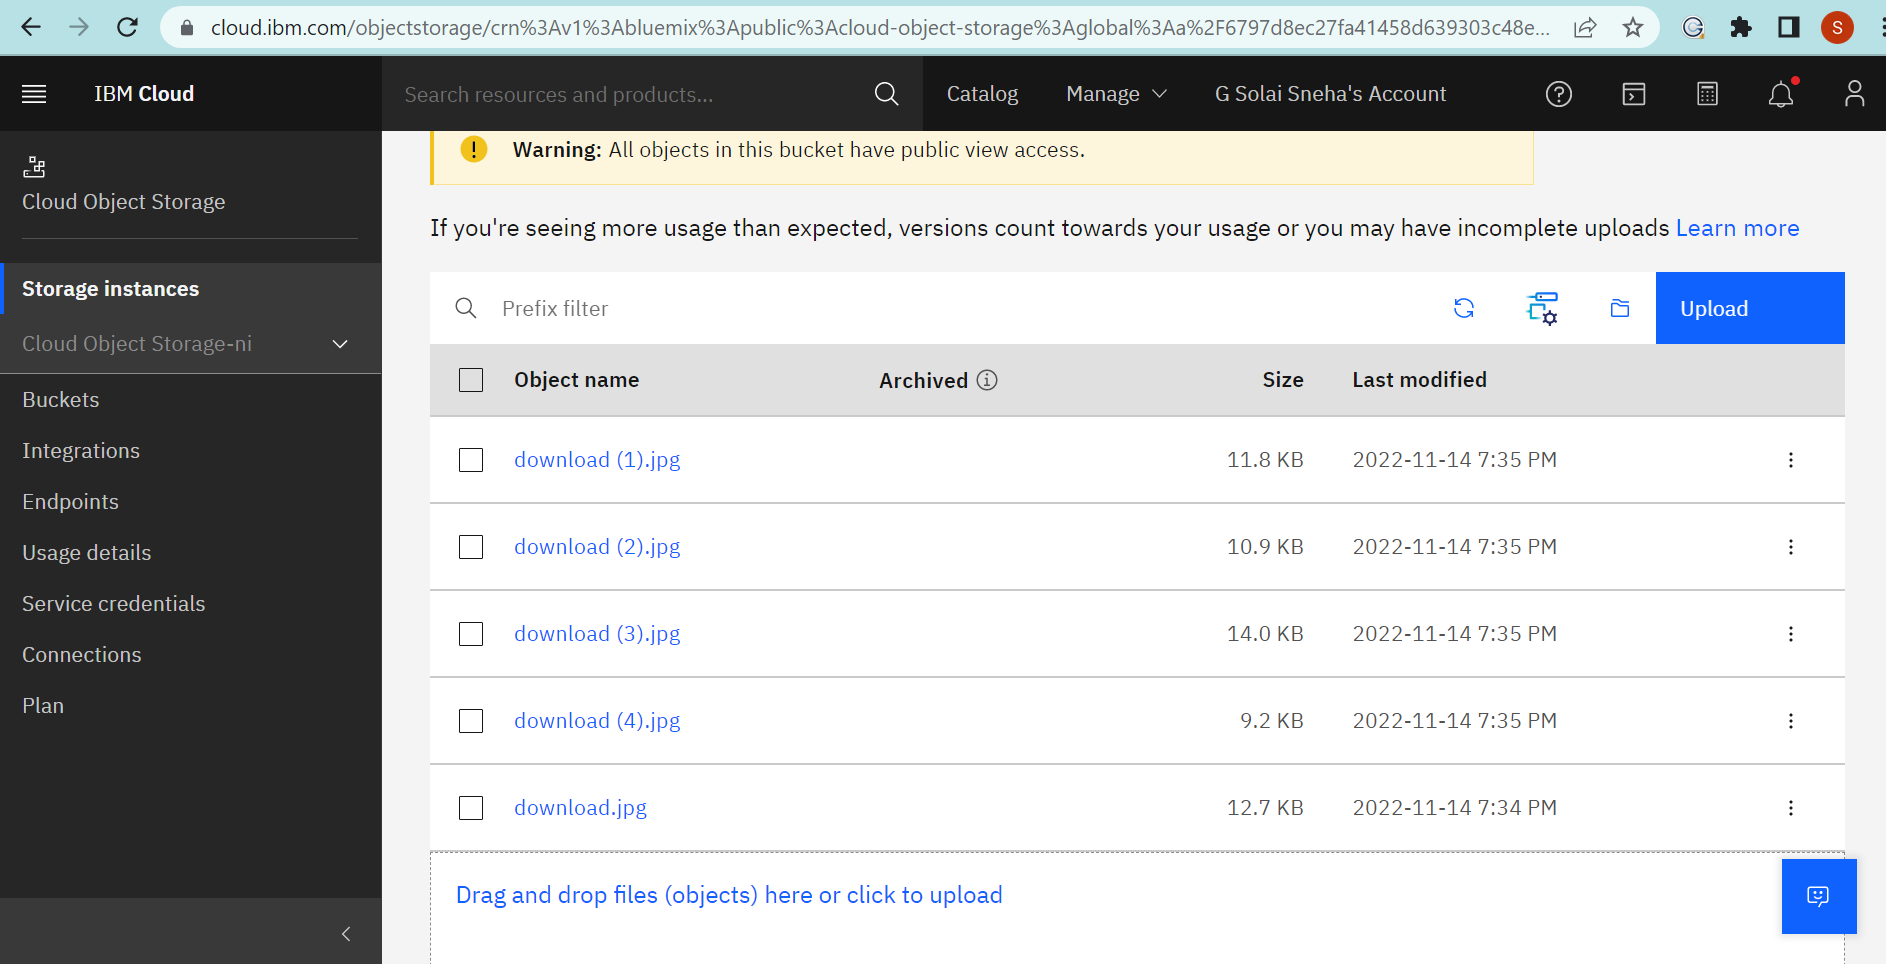 cloud.ibm.com/objectstorage/crn%3Av1%3Abluemix%3Apublic%3Acloud-object-storage%3Aglobal%3Aa%2F6797d8ec27fa41458d639303c48e...
S
IBM Cloud
Search resources and products...
Catalog
Manage
G Solai Sneha's Account
Cloud Object Storage
Storage instances
Cloud Object Storage-ni
Buckets
Integrations
Endpoints
Usage details
Service credentials
Connections
Plan
Warning: All objects in this bucket have public view access.
If you're seeing more usage than expected, versions count towards your usage or you may have incomplete uploads Learn more
Prefix filter
Upload
Object name Archived Size Last modified
download (1).jpg 11.8 KB 2022-11-14 7:35 PM
download (2).jpg 10.9 KB 2022-11-14 7:35 PM
download (3).jpg 14.0 KB 2022-11-14 7:35 PM
download (4).jpg 9.2 KB 2022-11-14 7:35 PM
download.jpg 12.7 KB 2022-11-14 7:34 PM
Drag and drop files (objects) here or click to upload